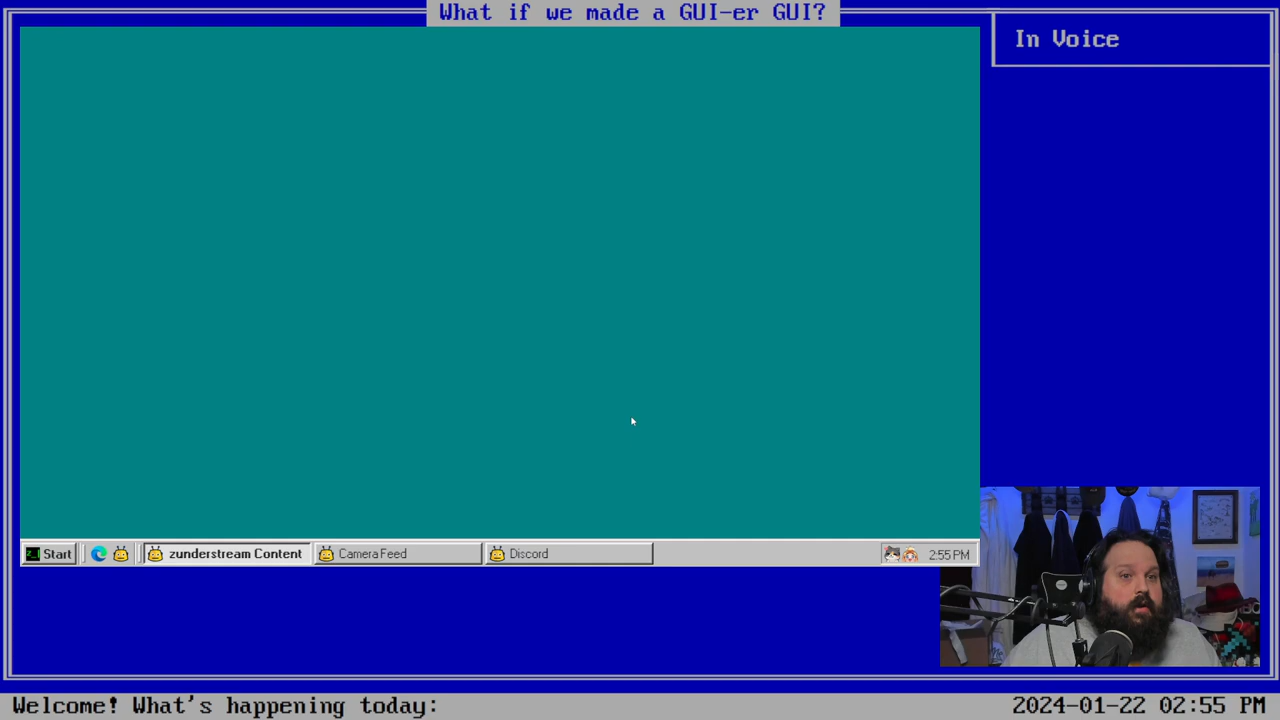 What if we made a GUI-er GUI?
In Voice
Start
zunderstream Content
Camera Feed
Discord
2:55 PM
Welcome! What's happening today:
2024-01-22 02:55 PM